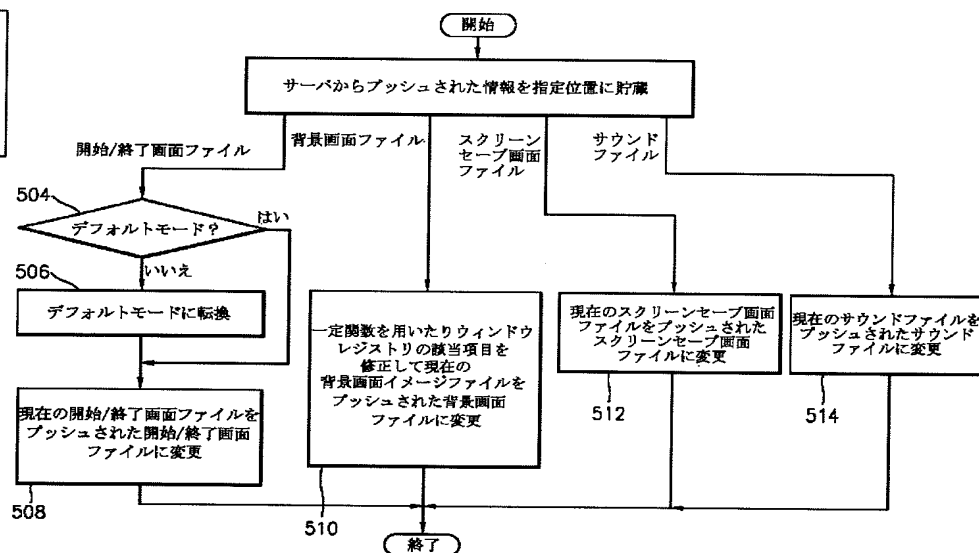 開始
サーバからプッシュされた情報を指定位置に貯蔵
開始/終了画面ファイル
背景画面ファイル
スクリーン
セーブ画面
ファイル
サウンド
ファイル
504
デフォルトモード？
はい
いいえ
506
デフォルトモードに転換
現在の開始/終了画面ファイルを
プッシュされた開始/終了画面
ファイルに変更
508
一定関数を用いたりウィンドウ
レジストリの該当項目を
修正して現在の
背景画面イメージファイルを
プッシュされた背景画面
ファイルに変更
510
現在のスクリーンセーブ画面
ファイルをプッシュされた
スクリーンセーブ画面
ファイルに変更
512
現在のサウンドファイルを
プッシュされたサウンド
ファイルに変更
514
終了